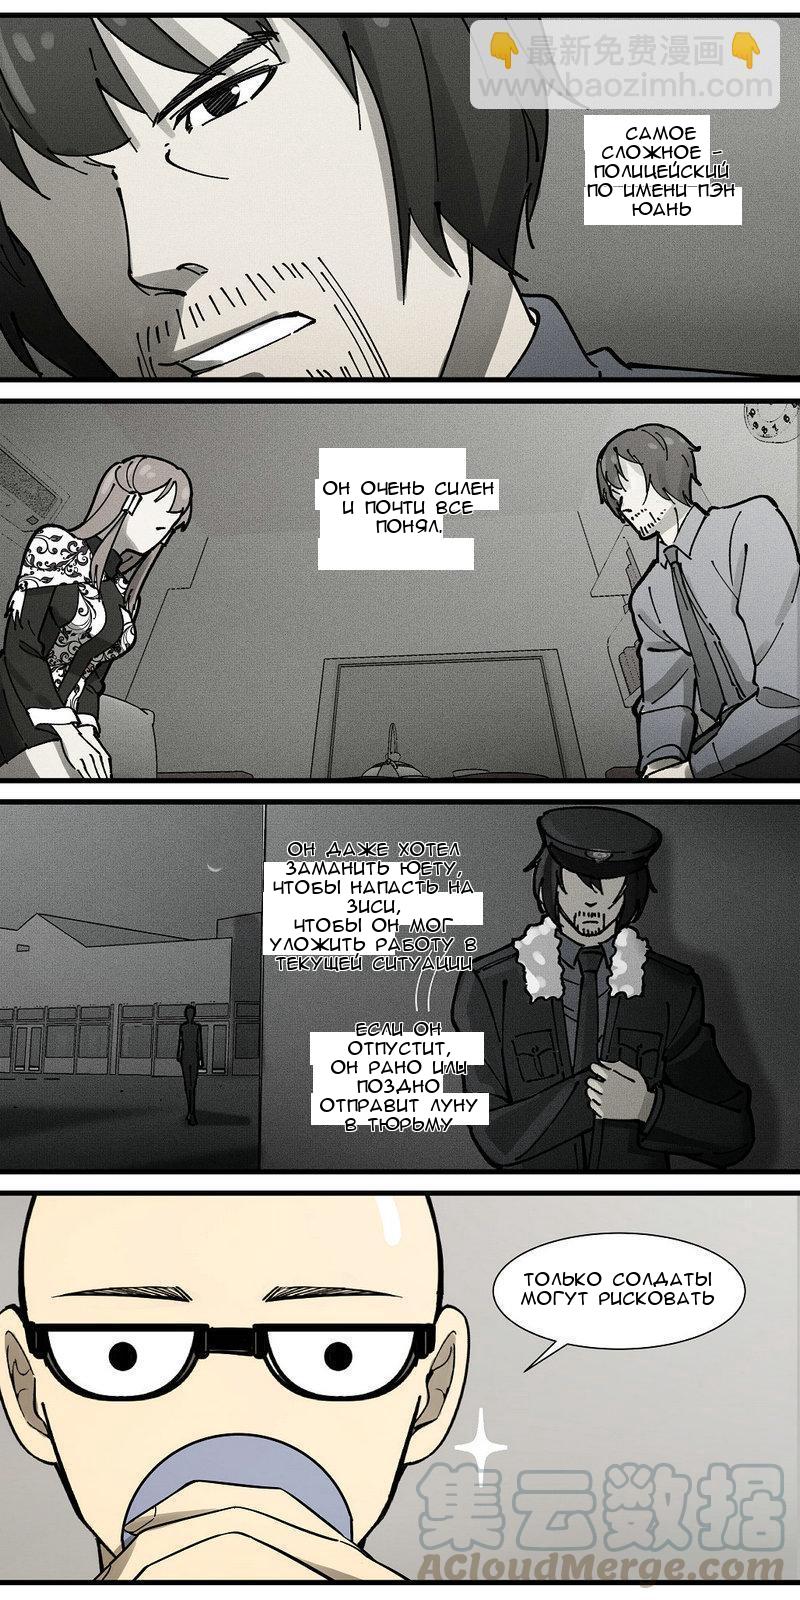 👇最新免费漫画👇
www.baozimh.com
САМОЕ
СЛОЖНОЕ -
ПОЛИЦЕЙСКИЙ
ПО ИМЕНИ ПЭН
ЮАНЬ
ОН ОЧЕНЬ СИЛЕН
И ПОЧТИ ВСЕ
ПОНЯЛ.
ОН ДАЖЕ ХОТЕЛ
ЗАМАНИТЬ ЮЕТУ,
ЧТОБЫ НАПАСТЬ НА
ЗИСИ,
ЧТОБЫ ОН МОГ
УЛОЖИТЬ РАБОТУ В
ТЕКУЩЕЙ СИТУАЦИИ
ЕСЛИ ОН
ОТПУСТИТ,
ОН РАНО ИЛИ
ПОЗДНО
ОТПРАВИТ ЛУНУ
В ТЮРЬМУ
ТОЛЬКО СОЛДАТЫ
МОГУТ РИСКОВАТЬ
集云数据
ACloudMerge.com